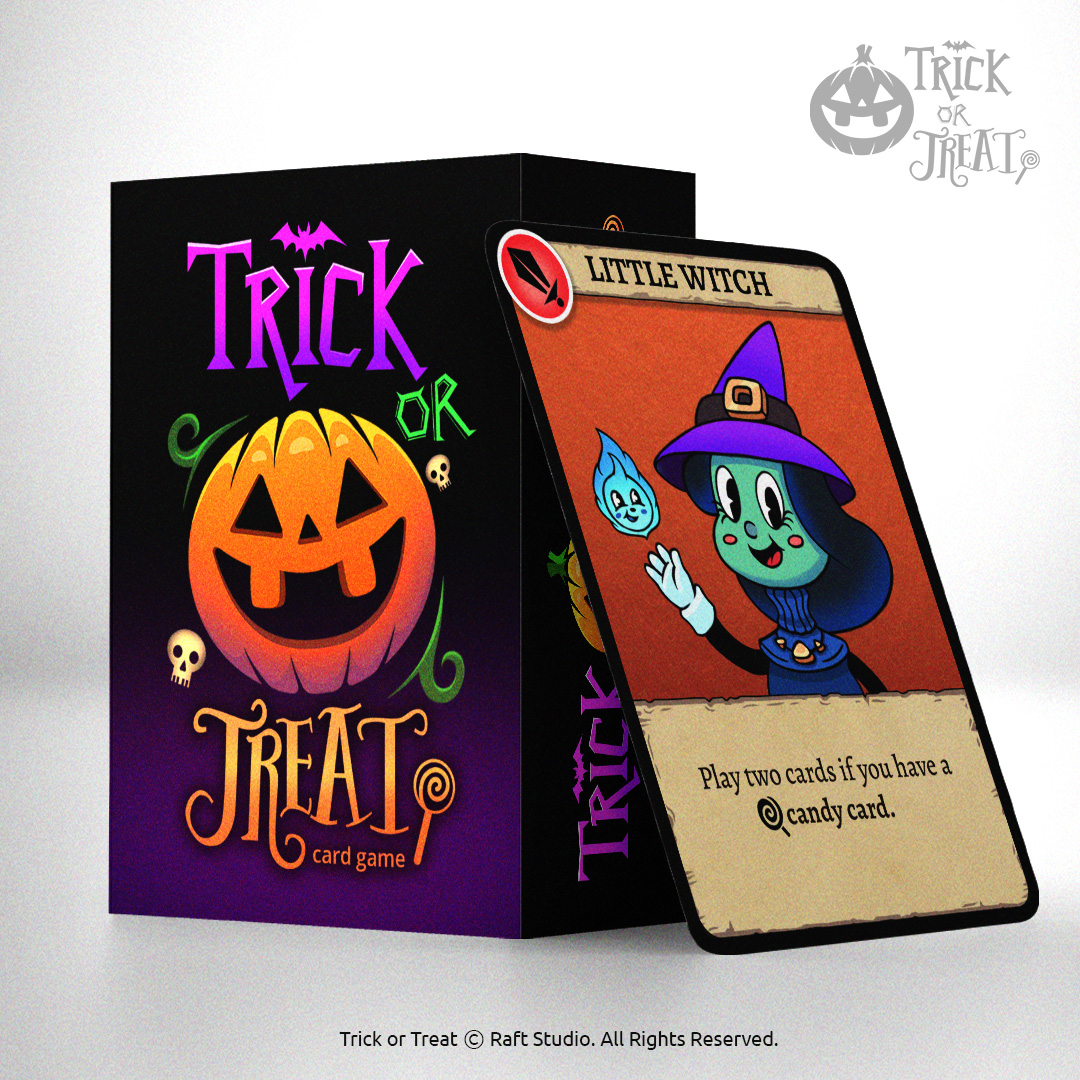 TRICK
OR
TREAT
TRICK
OR
TREAT
card game
TRICK
LITTLE WITCH
Play two cards if you have a
candy card.
Trick or Treat © Raft Studio. All Rights Reserved.